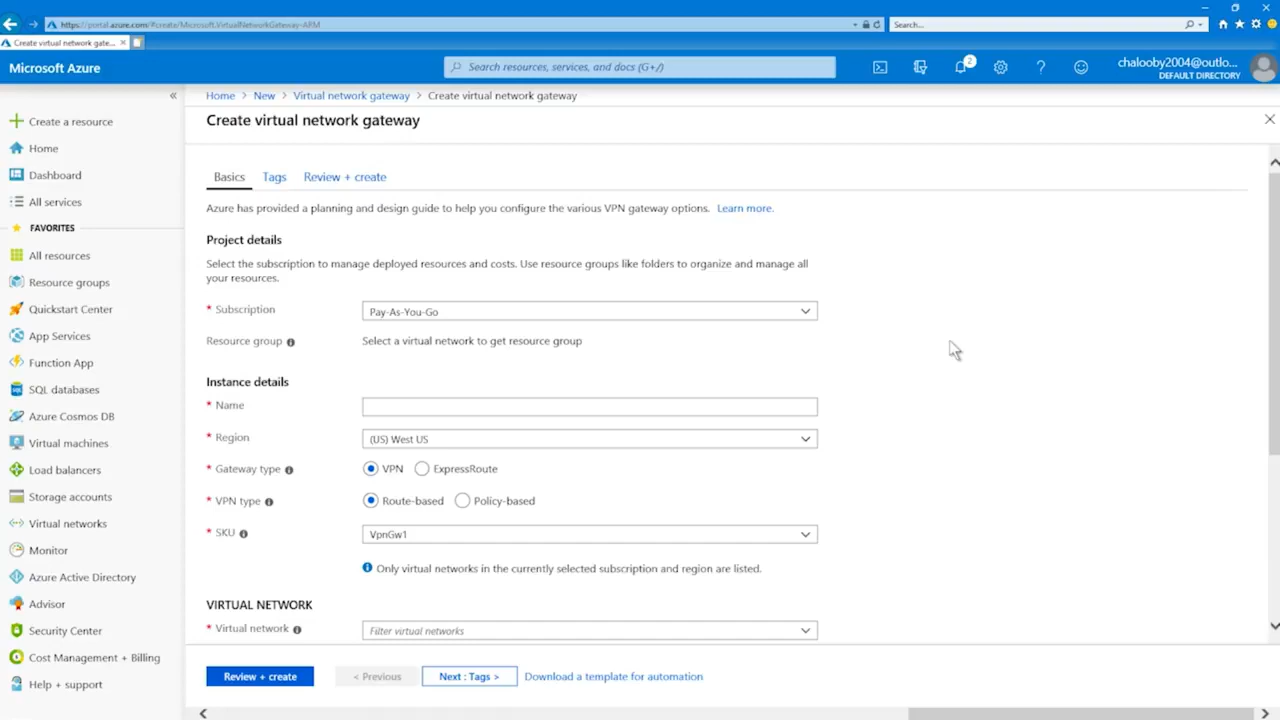 https://portal.azure.com/#create/Microsoft.VirtualNetworkGateway-ARM
Search...
Create virtual network gate...
Microsoft Azure
Search resources, services, and docs (G+/)
2
chalooby2004@outlo...
DEFAULT DIRECTORY
Home > New > Virtual network gateway > Create virtual network gateway
Create virtual network gateway
Create a resource
Home
Dashboard
All services
FAVORITES
All resources
Resource groups
Quickstart Center
App Services
Function App
SQL databases
Azure Cosmos DB
Virtual machines
Load balancers
Storage accounts
Virtual networks
Monitor
Azure Active Directory
Advisor
Security Center
Cost Management + Billing
Help + support
Basics Tags Review + create
Azure has provided a planning and design guide to help you configure the various VPN gateway options. Learn more.
Project details
Select the subscription to manage deployed resources and costs. Use resource groups like folders to organize and manage all
your resources.
* Subscription Pay-As-You-Go
Resource group Select a virtual network to get resource group
Instance details
* Name
* Region (US) West US
* Gateway type VPN ExpressRoute
* VPN type Route-based Policy-based
* SKU VpnGw1
Only virtual networks in the currently selected subscription and region are listed.
VIRTUAL NETWORK
* Virtual network Filter virtual networks
Review + create < Previous Next : Tags > Download a template for automation